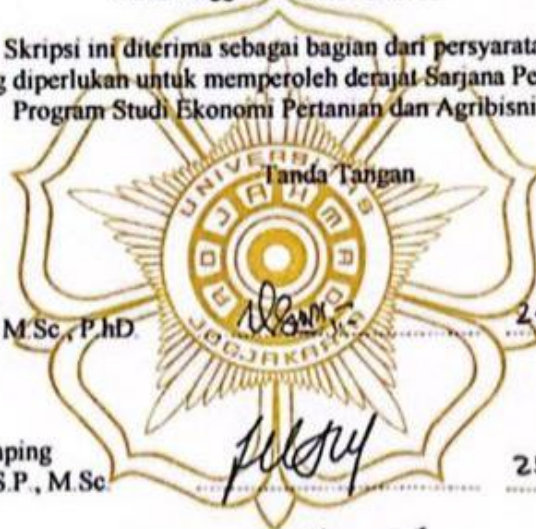 Skripsi ini diterima sebagai bagian dari persyarata
diperlukan untuk memperoleh derajat Sarjana Pe
Program Studi Ekonomi Pertanian dan Agribisni
Tanda Tangan
UNIVERSITAS
GADJAH MADA
JOGJAKARTA
M.Sc., P.hD.
ping
S.P., M.Sc.